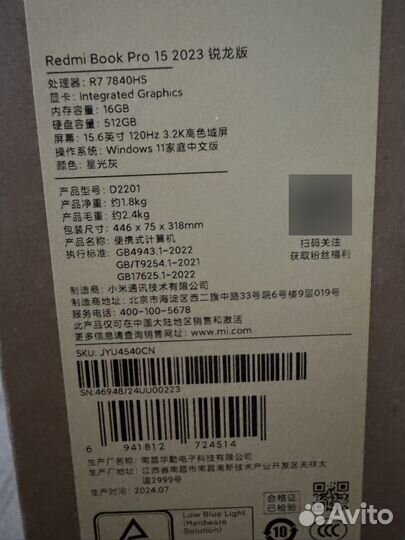 Redmi Book Pro 15 2023 锐龙版
处理器: R7 7840HS
显卡: Integrated Graphics
内存容量: 16GB
硬盘容量: 512GB
屏幕: 15.6英寸 120Hz 3.2K高色域屏
操作系统: Windows 11家庭中文版
颜色: 星光灰
产品型号: D2201
产品净重: 约1.8kg
产品毛重: 约2.4kg
包装尺寸: 446 x 75 x 318mm
产品名称: 便携式计算机
执行标准: GB4943.1-2022
GB/T9254.1-2021
GB17625.1-2022
扫码关注
获取粉丝福利
制造商: 小米通讯技术有限公司
制造商地址: 北京市海淀区西二旗中路33号院6号楼9层019号
服务热线: 400-100-5678
此产品仅可在中国大陆地区销售和激活
更多信息请查询官方网站: www.mi.com
SKU: JYU4540CN
SN:46948/24UU00223
6 941812 724514
生产厂厂名: 南昌华勤电子科技有限公司
生产厂地址: 江西省南昌市南昌高新技术产业开发区天祥大
道2999号
生产时间: 2024.07
合格证
已检验
Low Blue Light
(Hardware
Solution)
10
Avito